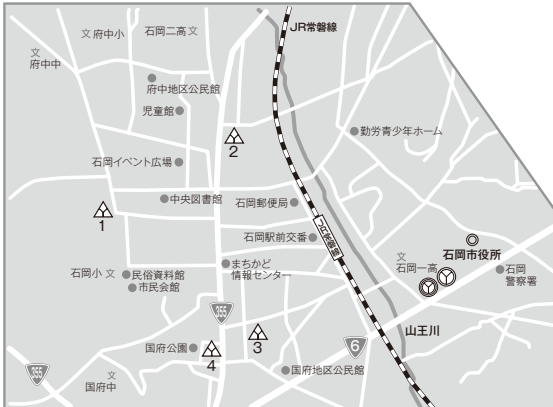 文 府中小
石岡二高 文
JR常磐線
文
府中中
府中地区公民館
児童館
2
勤労青少年ホーム
石岡イベント広場
中央図書館
石岡郵便局
1
石岡駅前交番
JR常磐線
石岡市役所
文
石岡一高
石岡
警察署
石岡小 文
民俗資料館
市民会館
まちかど
情報センター
355
山王川
3
6
国府公園
4
355
文
国府中
国府地区公民館